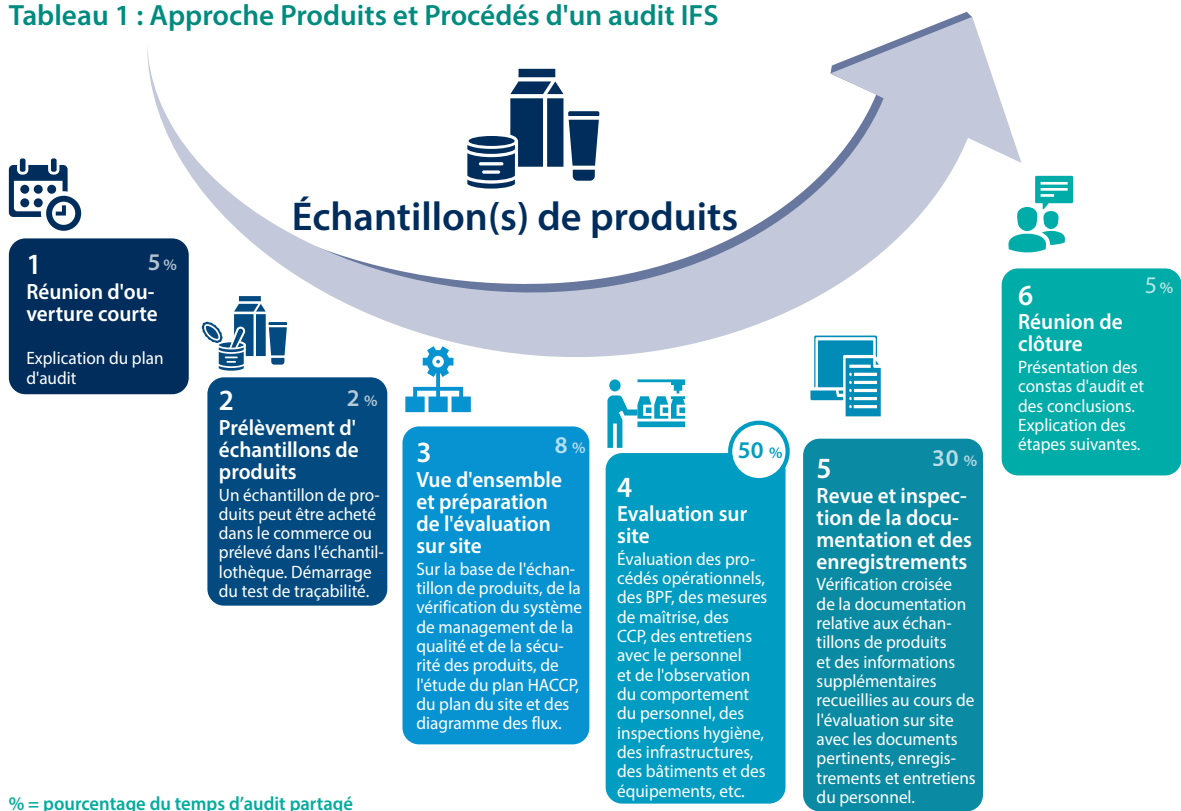 Tableau 1 : Approche Produits et Procédés d'un audit IFS
Échantillon(s) de produits
1
5 %
Réunion d'ou-
verture courte
Explication du plan
d'audit
2
2 %
Prélèvement d'
échantillons de
produits
Un échantillon de pro-
duits peut être acheté
dans le commerce ou
prélevé dans l'échantil-
lothèque. Démarrage
du test de traçabilité.
3
8 %
Vue d'ensemble
et préparation
de l'évaluation
sur site
Sur la base de l'échan-
tillon de produits, de la
vérification du système
de management de la
qualité et de la sécu-
rité des produits, de
l'étude du plan HACCP,
du plan du site et des
diagramme des flux.
4
50 %
Evaluation sur
site
Évaluation des pro-
cédés opérationnels,
des BPF, des mesures
de maîtrise, des
CCP, des entretiens
avec le personnel
et de l'observation
du comportement
du personnel, des
inspections hygiène,
des infrastructures,
des bâtiments et des
équipements, etc.
5
30 %
Revue et inspec-
tion de la docu-
mentation et des
enregistrements
Vérification croisée
de la documentation
relative aux échan-
tillons de produits
et des informations
supplémentaires
recueillies au cours de
l'évaluation sur site
avec les documents
pertinents, enregis-
trements et entretiens
du personnel.
6
5 %
Réunion de
clôture
Présentation des
constas d'audit et
des conclusions.
Explication des
étapes suivantes.
% = pourcentage du temps d'audit partagé